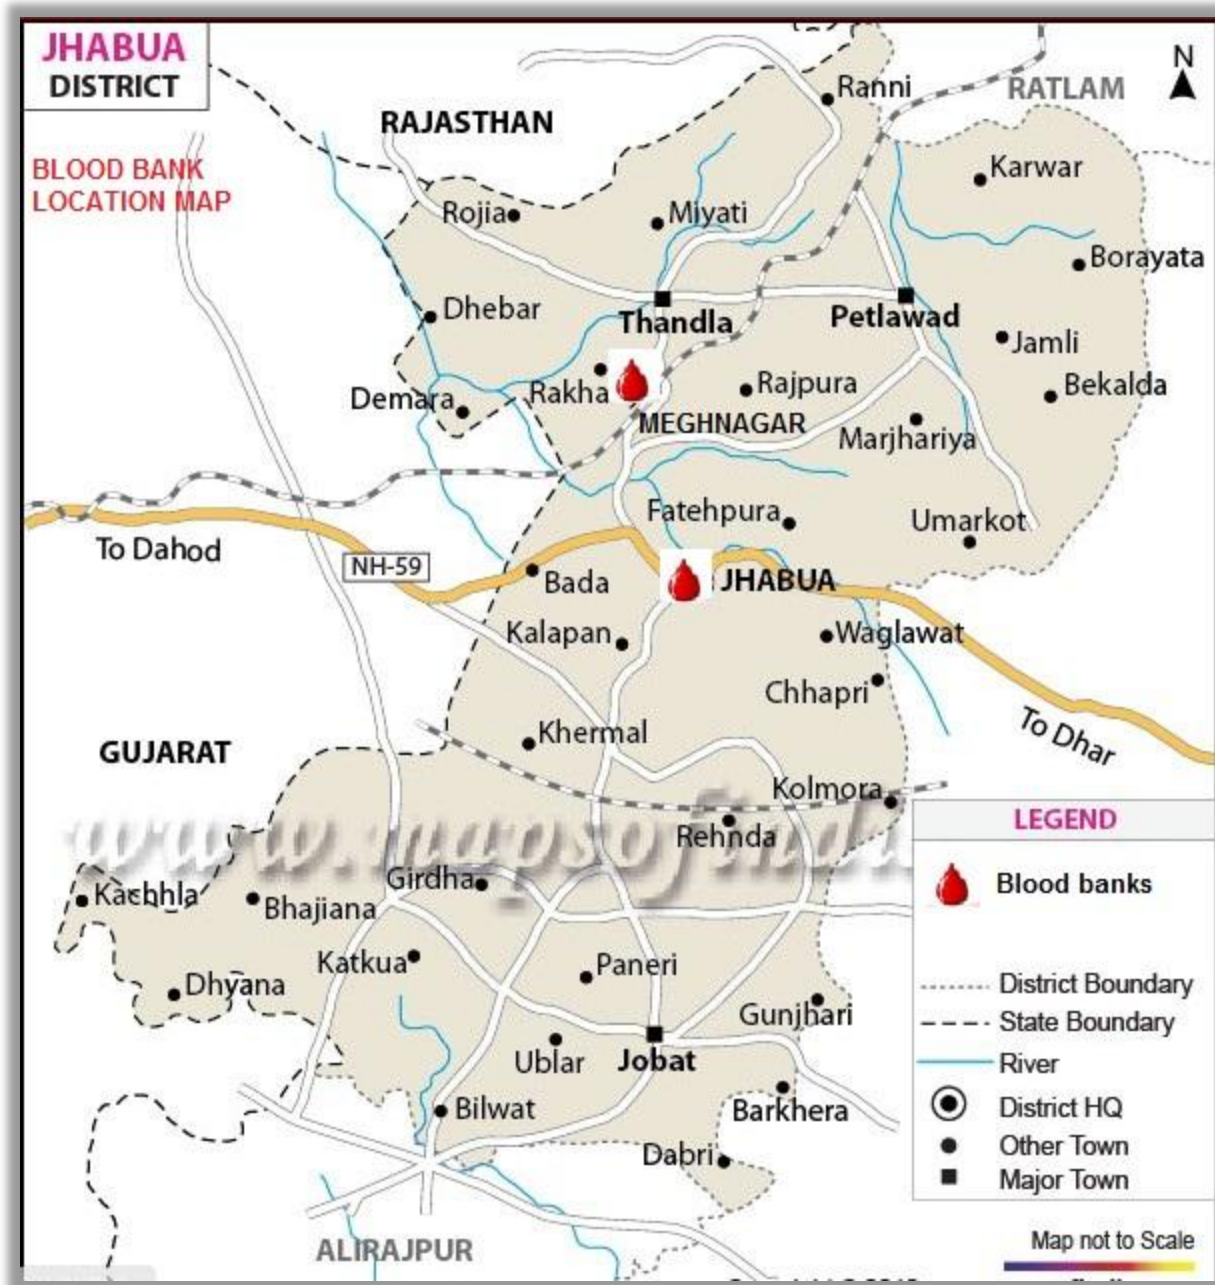 JHABUA
DISTRICT
BLOOD BANK
LOCATION MAP
N
RATLAM
RAJASTHAN
Ranni
Karwar
Rojia
Miyati
Borayata
Dhebar
Thandla
Petlawad
Jamli
Rakha
Rajpura
Bekalda
Demara
MEGHNAGAR
Marjhariya
Fatehpura
Umarkot
To Dahod
NH-59
Bada
JHABUA
Kalapan
Waglawat
Chhapri
To Dhar
GUJARAT
Khermal
Kolmora
Rehnda
www.mapsofindi
Girdha
Kachhla
Bhajiana
Katkua
Paneri
Dhyana
Gunjhari
Ublar
Jobat
Bilwat
Barkhera
Dabri
ALIRAJPUR
LEGEND
Blood banks
District Boundary
State Boundary
River
District HQ
Other Town
Major Town
Map not to Scale